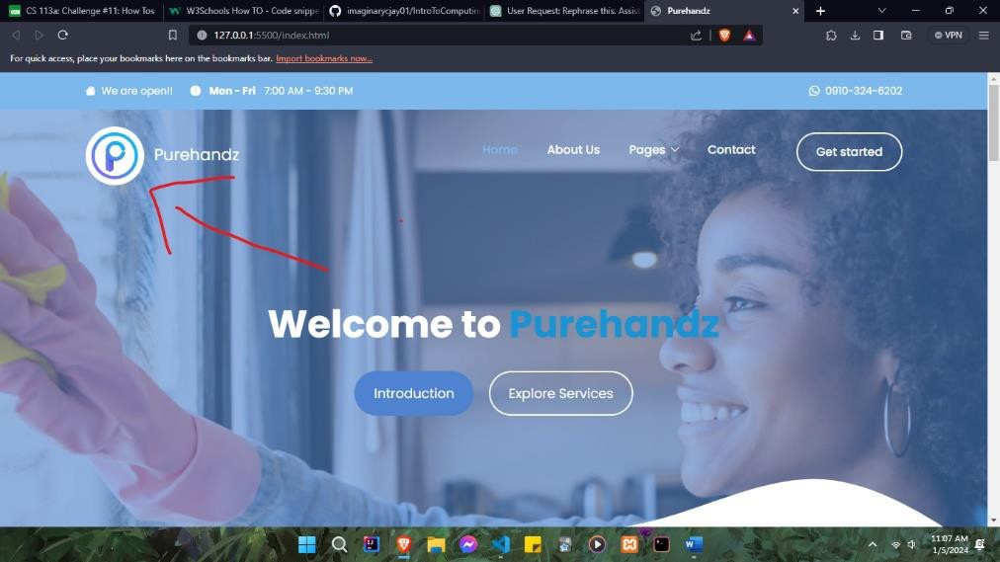 CS 113a: Challenge #11: How Tos
W3Schools How TO - Code snippe
imaginarycjay01/IntroToComputing
User Request: Rephrase this. Assis
Purehandz
127.0.0.1:5500/index.html
VPN
For quick access, place your bookmarks here on the bookmarks bar. Import bookmarks now...
We are open!! Mon - Fri 7:00 AM - 9:30 PM 0910-324-6202
Purehandz
Home About Us Pages Contact Get started
Welcome to Purehandz
Introduction Explore Services
11:07 AM
1/5/2024